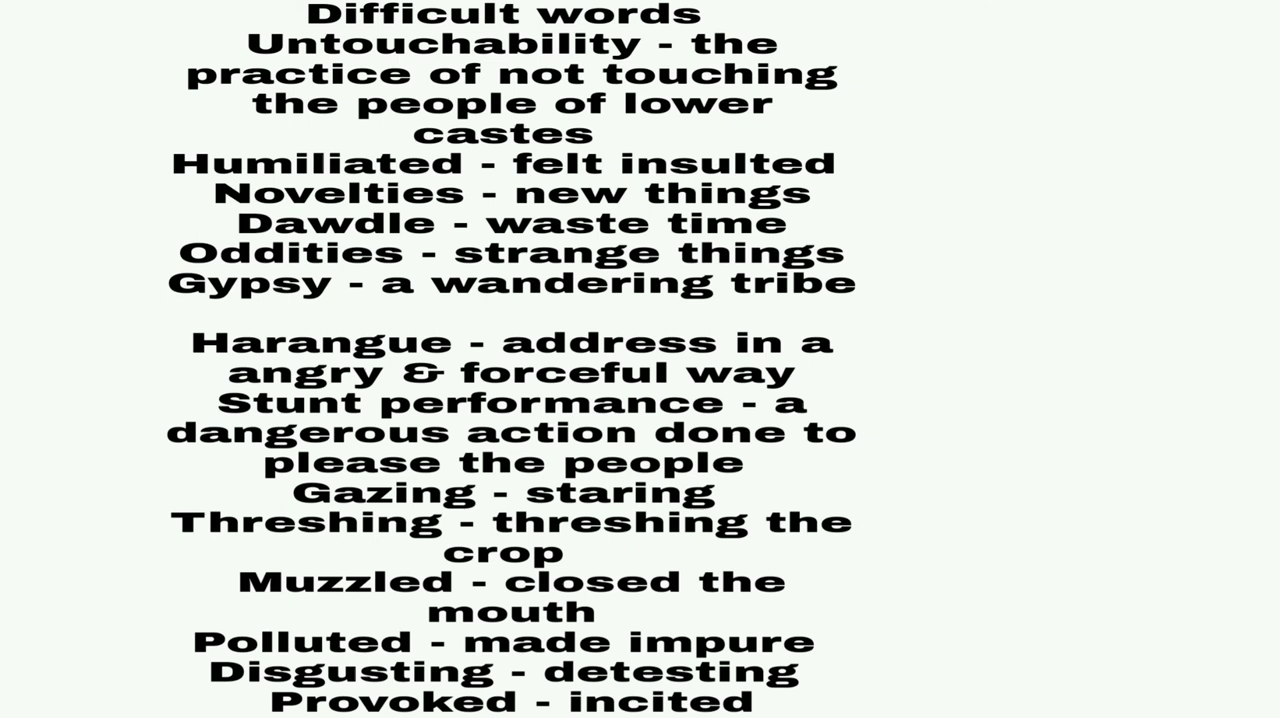 Difficult words
Untouchability - the
practice of not touching
the people of lower
castes
Humiliated - felt insulted
Novelties - new things
Dawdle - waste time
Oddities - strange things
Gypsy - a wandering tribe
Harangue - address in a
angry & forceful way
Stunt performance - a
dangerous action done to
please the people
Gazing - staring
Threshing - threshing the
crop
Muzzled - closed the
mouth
Polluted - made impure
Disgusting - detesting
Provoked - incited